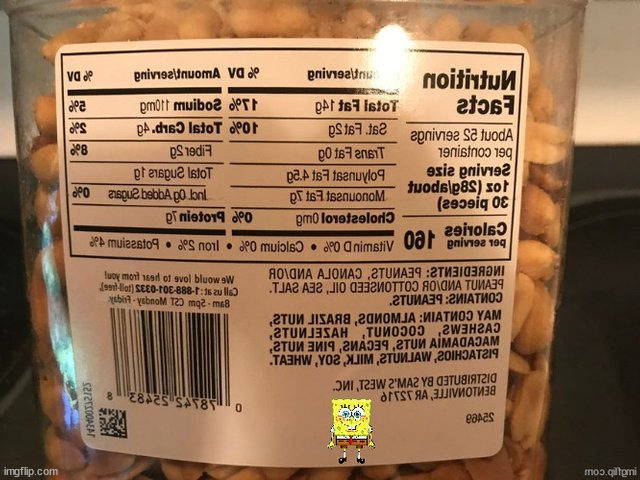 Nutrition
Facts
About 52 servings
per container
Serving size
1oz (28g/about
30 pieces)
Calories 160
per serving
Amount/serving % DV
Total Fat 14g 17%
Sat. Fat 2g 10%
Trans Fat 0g
Polyunsat Fat 4.5g
Monounsat Fat 7g
Cholesterol 0mg 0%
Amount/serving % DV
Sodium 110mg 5%
Total Carb. 4g 2%
Fiber 2g 8%
Total Sugars 1g
Incl. 0g Added Sugars 0%
Protein 7g
Vitamin D 0% • Calcium 0% • Iron 2% • Potassium 4%
INGREDIENTS: PEANUTS, CANOLA AND/OR
PEANUT AND/OR COTTONSEED OIL, SEA SALT.
CONTAINS: PEANUTS.
MAY CONTAIN: ALMONDS, BRAZIL NUTS,
CASHEWS, COCONUT, HAZELNUTS,
MACADAMIA NUTS, PECANS, PINE NUTS
PISTACHIOS, WALNUTS, MILK, SOY, WHEAT.
DISTRIBUTED BY SAM'S WEST, INC.
BENTONVILLE, AR 72716
25469
We would love to hear from you!
Call us at: 1-888-301-0332 (toll-free),
8am - 5pm CST Monday - Friday.
0 78742 25483 8
imgflip.com
imgflip.com